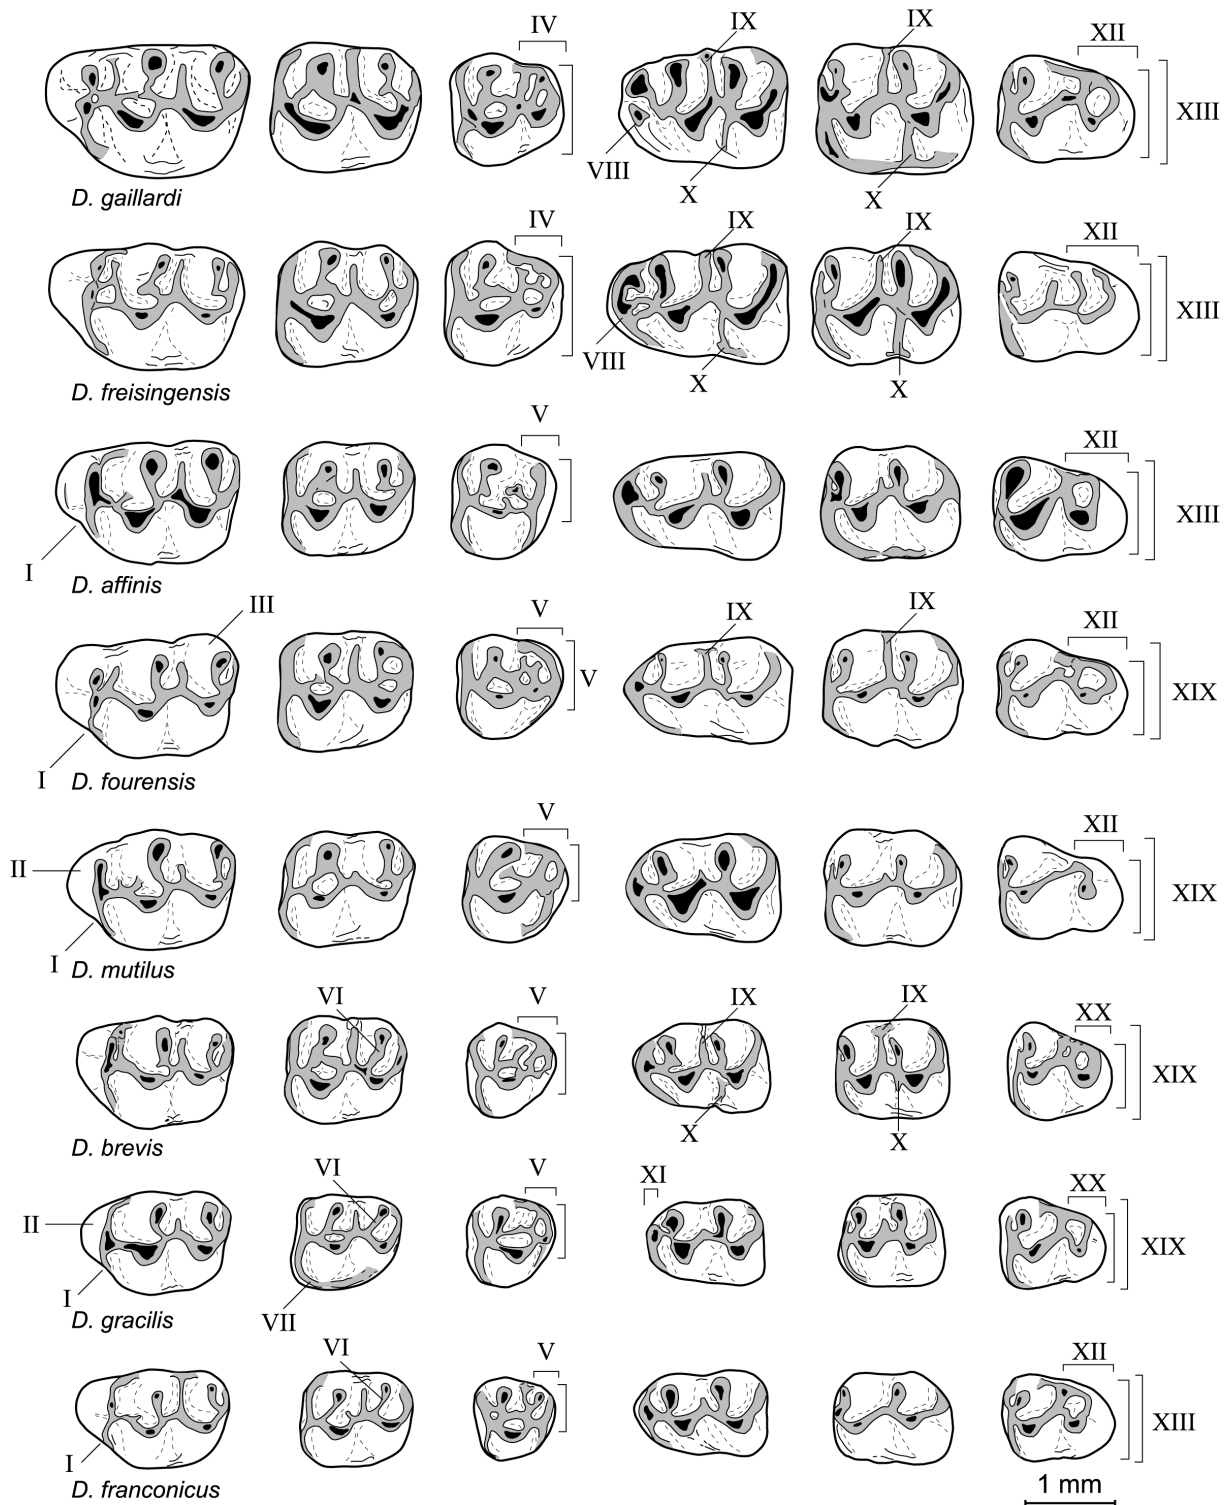 IV IX IX XII
XIII
VIII X X
D. gaillardi
IV IX IX XII
XIII
VIII X X
D. freisingensis
V XII
XIII
I
D. affinis
III V IX IX XII
V XIX
I
D. fourensis
V XII
II XIX
I
D. mutilus
VI V IX IX XX
XIX
X X
D. brevis
VI V XI XX
II XIX
I VII
D. gracilis
VI V XII
XIII
I
D. franconicus
1 mm